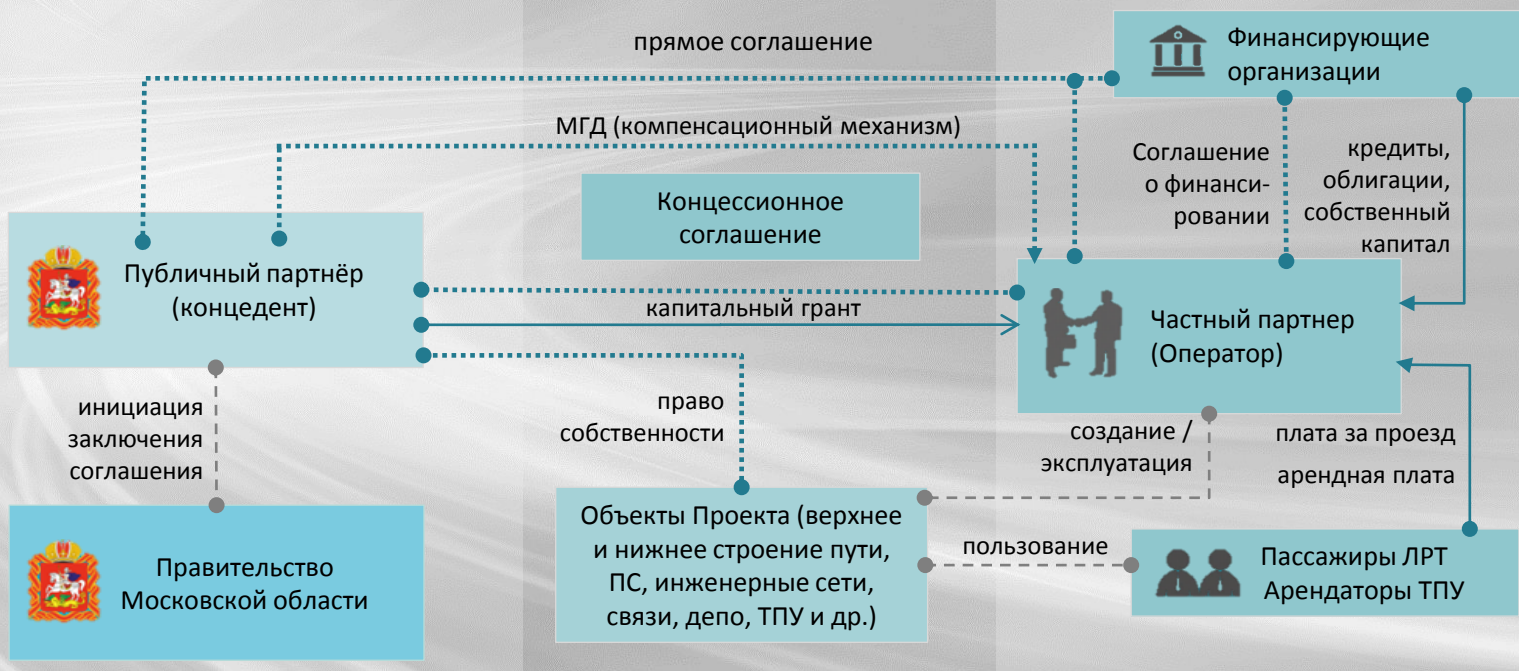 прямое соглашение
Финансирующие
организации
МГД (компенсационный механизм)
Соглашение
о финанси-
ровании
кредиты,
облигации,
собственный
капитал
Концессионное
соглашение
Публичный партнёр
(концедент)
капитальный грант
Частный партнер
(Оператор)
инициация
заключения
соглашения
право
собственности
создание /
эксплуатация
плата за проезд
арендная плата
Правительство
Московской области
Объекты Проекта (верхнее
и нижнее строение пути,
ПС, инженерные сети,
связи, депо, ТПУ и др.)
пользование
Пассажиры ЛРТ
Арендаторы ТПУ